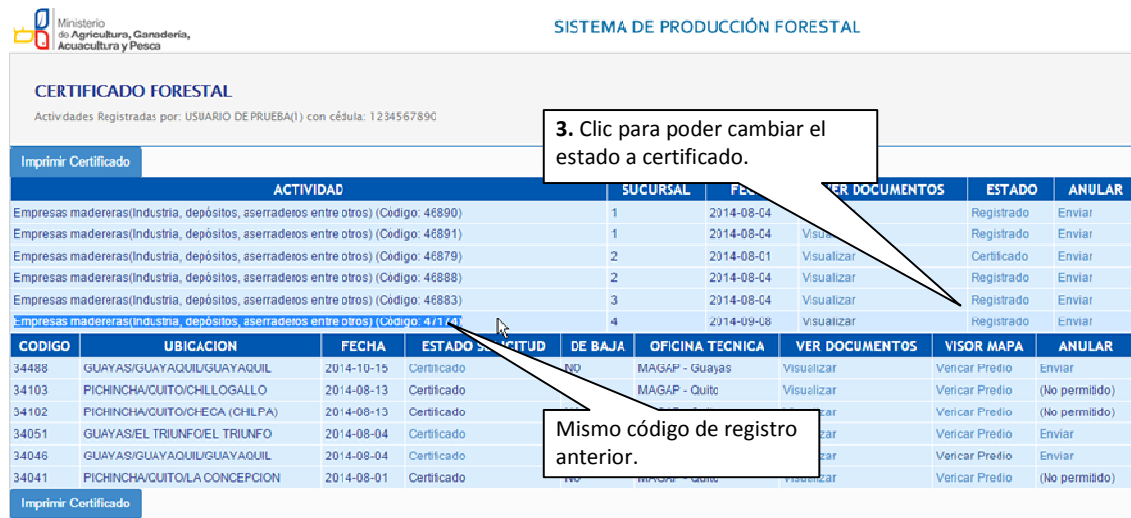 Ministerio
de Agricultura, Ganadería,
Acuacultura y Pesca
SISTEMA DE PRODUCCIÓN FORESTAL
CERTIFICADO FORESTAL
Actividades Registradas por: USUARIO DE PRUEBA(1) con cédula: 1234567890
3. Clic para poder cambiar el
estado a certificado.
Imprimir Certificado
ACTIVIDAD SUCURSAL VER DOCUMENTOS ESTADO ANULAR
Empresas madereras(Industria, depósitos, aserraderos entre otros) (Código: 46890) 1 2014-08-04 Registrado Enviar
Empresas madereras(Industria, depósitos, aserraderos entre otros) (Código: 46891) 1 2014-08-04 Registrado Enviar
Empresas madereras(Industria, depósitos, aserraderos entre otros) (Código: 46879) 2 2014-08-01 Visualizar Certificado Enviar
Empresas madereras(Industria, depósitos, aserraderos entre otros) (Código: 46888) 2 2014-08-04 Visualizar Registrado Enviar
Empresas madereras(Industria, depósitos, aserraderos entre otros) (Código: 46883) 3 2014-08-04 Visualizar Registrado Enviar
Empresas madereras(Industria, depósitos, aserraderos entre otros) (Código: 47174) 4 2014-09-08 Visualizar Registrado Enviar
CODIGO UBICACION FECHA ESTADO SOLICITUD DE BAJA OFICINA TECNICA VER DOCUMENTOS VISOR MAPA ANULAR
34488 GUAYAS/GUAYAQUIL/GUAYAQUIL 2014-10-15 Certificado NO MAGAP - Guayas Visualizar Vericar Predio Enviar
34103 PICHINCHA/QUITO/CHILLOGALLO 2014-08-13 Certificado MAGAP - Quito Visualizar Vericar Predio (No permitido)
34102 PICHINCHA/QUITO/CHECA (CHILPA) 2014-08-13 Certificado Vericar Predio (No permitido)
34051 GUAYAS/EL TRIUNFO/EL TRIUNFO 2014-08-04 Certificado Vericar Predio Enviar
34046 GUAYAS/GUAYAQUIL/GUAYAQUIL 2014-08-04 Certificado Vericar Predio Enviar
34041 PICHINCHA/QUITO/LA CONCEPCION 2014-08-01 Certificado NO MAGAP - Quito Visualizar Vericar Predio (No permitido)
Mismo código de registro
anterior.
Imprimir Certificado